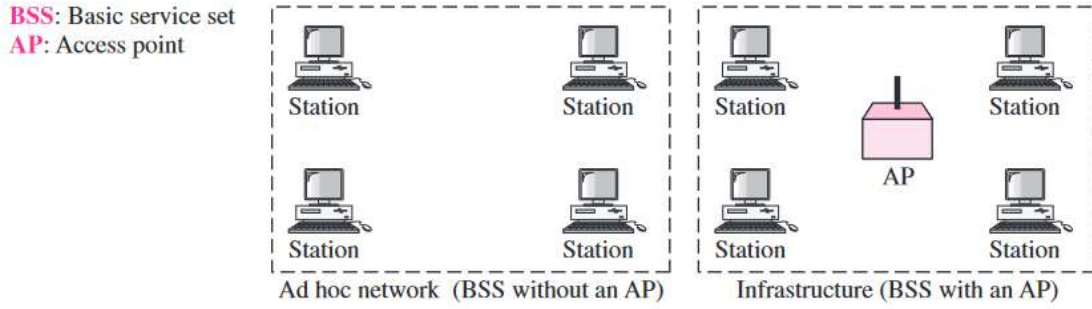 BSS: Basic service set
AP: Access point
Station Station Station Station
AP
Station Station Station Station
Ad hoc network (BSS without an AP) Infrastructure (BSS with an AP)